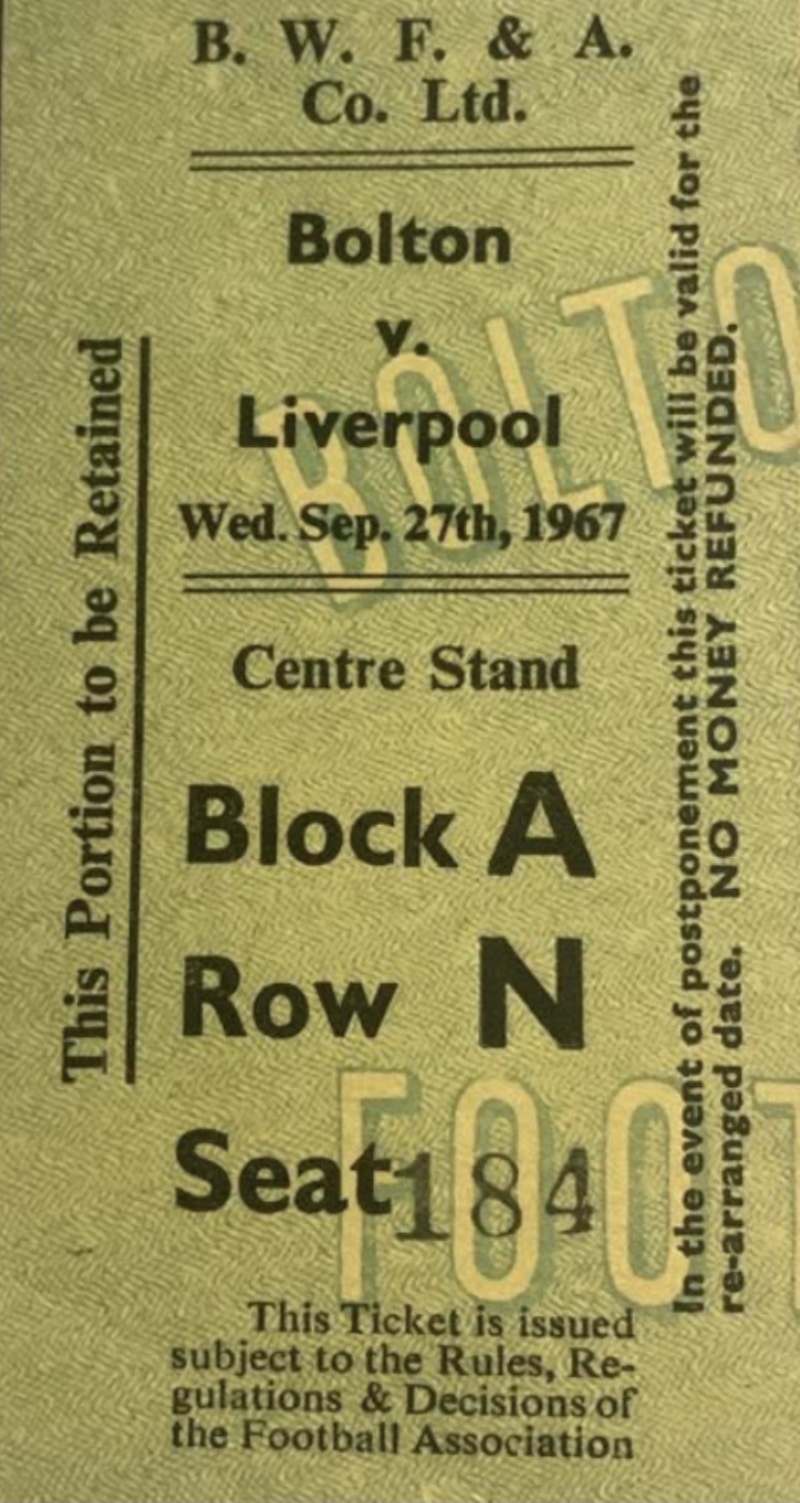 B. W. F. & A.
Co. Ltd.
Bolton
v.
Liverpool
Wed. Sep. 27th, 1967
Centre Stand
Block A
Row N
Seat 184
This Ticket is issued
subject to the Rules, Re-
gulations & Decisions of
the Football Association
This Portion to be Retained
In the event of postponement this ticket will be valid for the
re-arranged date. NO MONEY REFUNDED.
BOLTO
FOOT